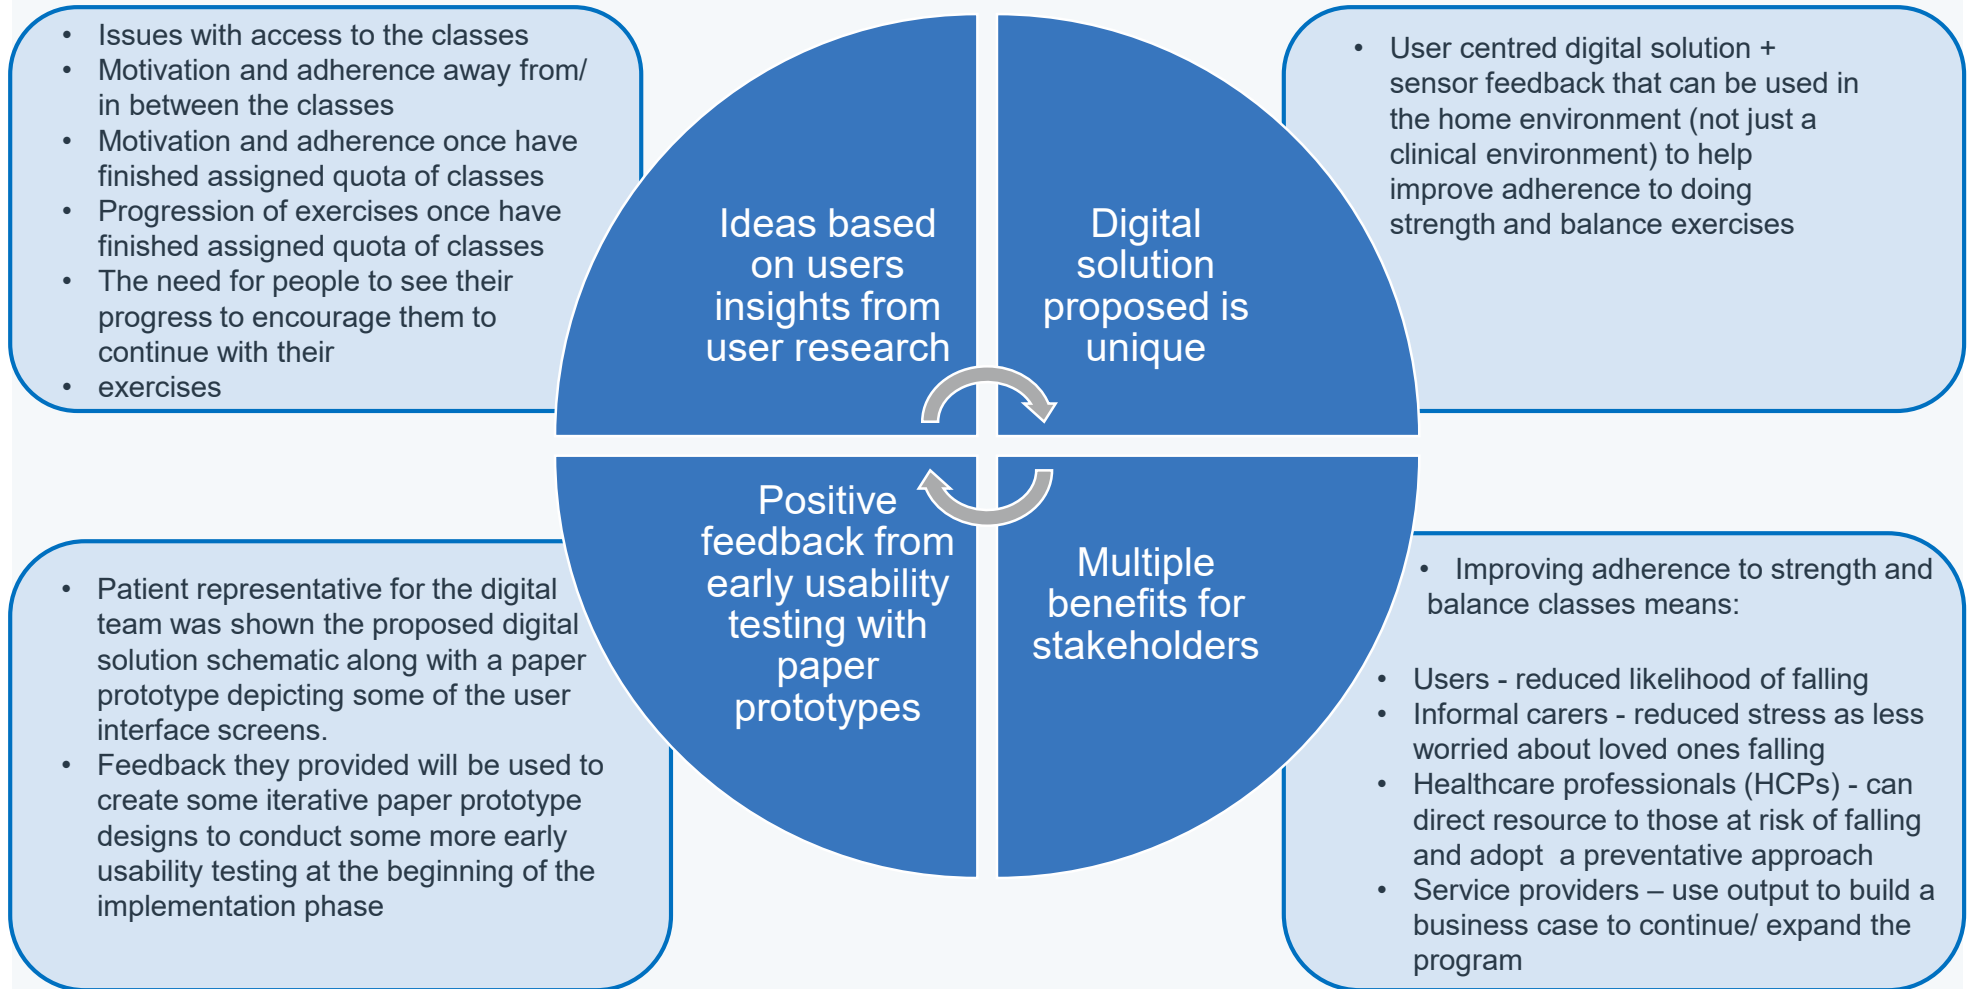 • Issues with access to the classes
• Motivation and adherence away from/
in between the classes
• Motivation and adherence once have
finished assigned quota of classes
• Progression of exercises once have
finished assigned quota of classes
• The need for people to see their
progress to encourage them to
continue with their
• exercises
Ideas based
on users
insights from
user research
Digital
solution
proposed is
unique
• User centred digital solution +
sensor feedback that can be used in
the home environment (not just a
clinical environment) to help
improve adherence to doing
strength and balance exercises
• Patient representative for the digital
team was shown the proposed digital
solution schematic along with a paper
prototype depicting some of the user
interface screens.
• Feedback they provided will be used to
create some iterative paper prototype
designs to conduct some more early
usability testing at the beginning of the
implementation phase
Positive
feedback from
early usability
testing with
paper
prototypes
Multiple
benefits for
stakeholders
• Improving adherence to strength and
balance classes means:
• Users - reduced likelihood of falling
• Informal carers - reduced stress as less
worried about loved ones falling
• Healthcare professionals (HCPs) - can
direct resource to those at risk of falling
and adopt  a preventative approach
• Service providers – use output to build a
business case to continue/ expand the
program